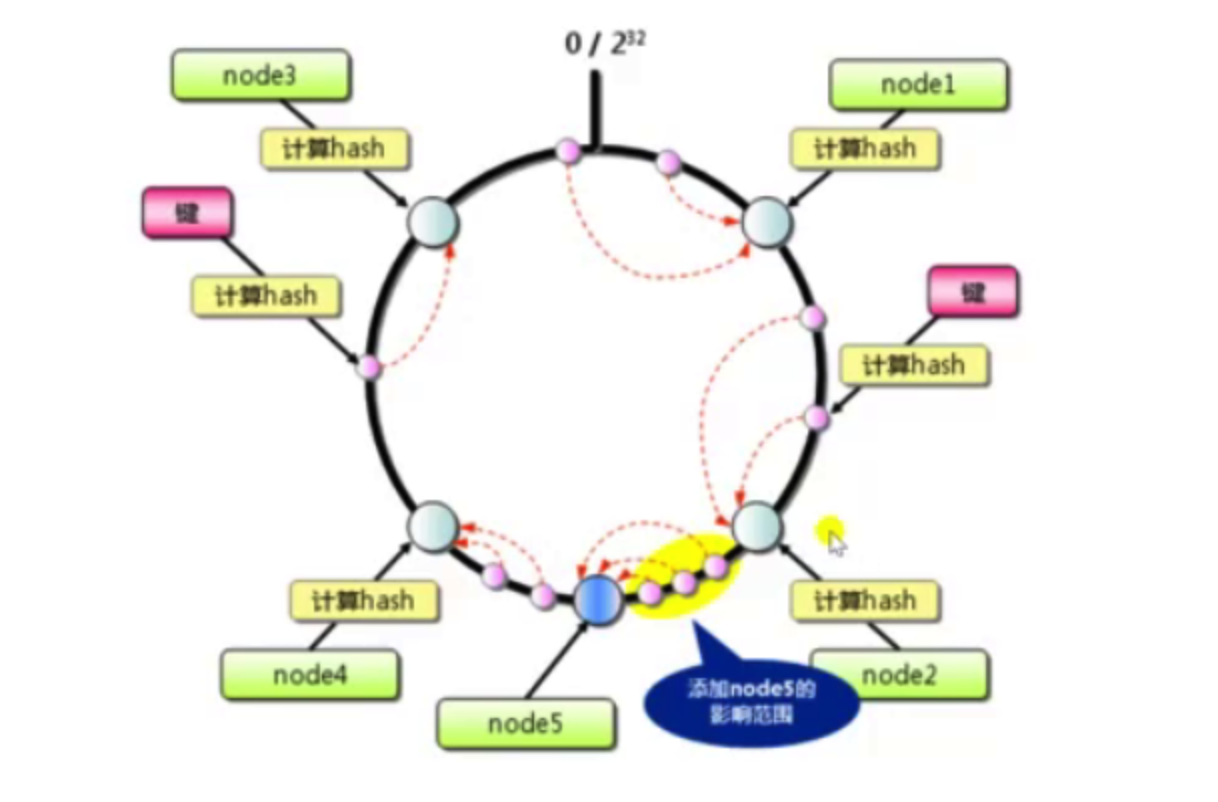 0 / 2³²
node3
node1
计算hash
计算hash
键
计算hash
键
计算hash
计算hash
计算hash
node4
node2
添加node5的
影响范围
node5